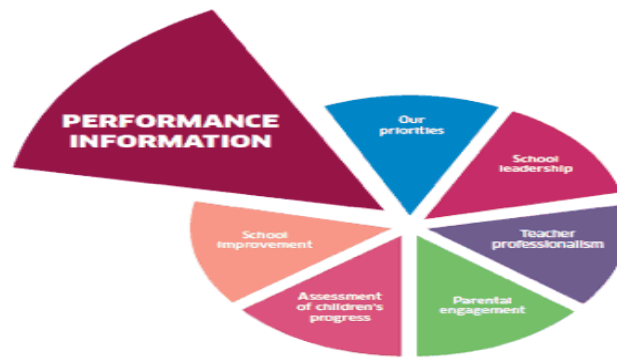 PERFORMANCE
INFORMATION
Our
priorities
School
leadership
Teacher
professionalism
Parental
engagement
Assessment
of children's
progress
School
improvement